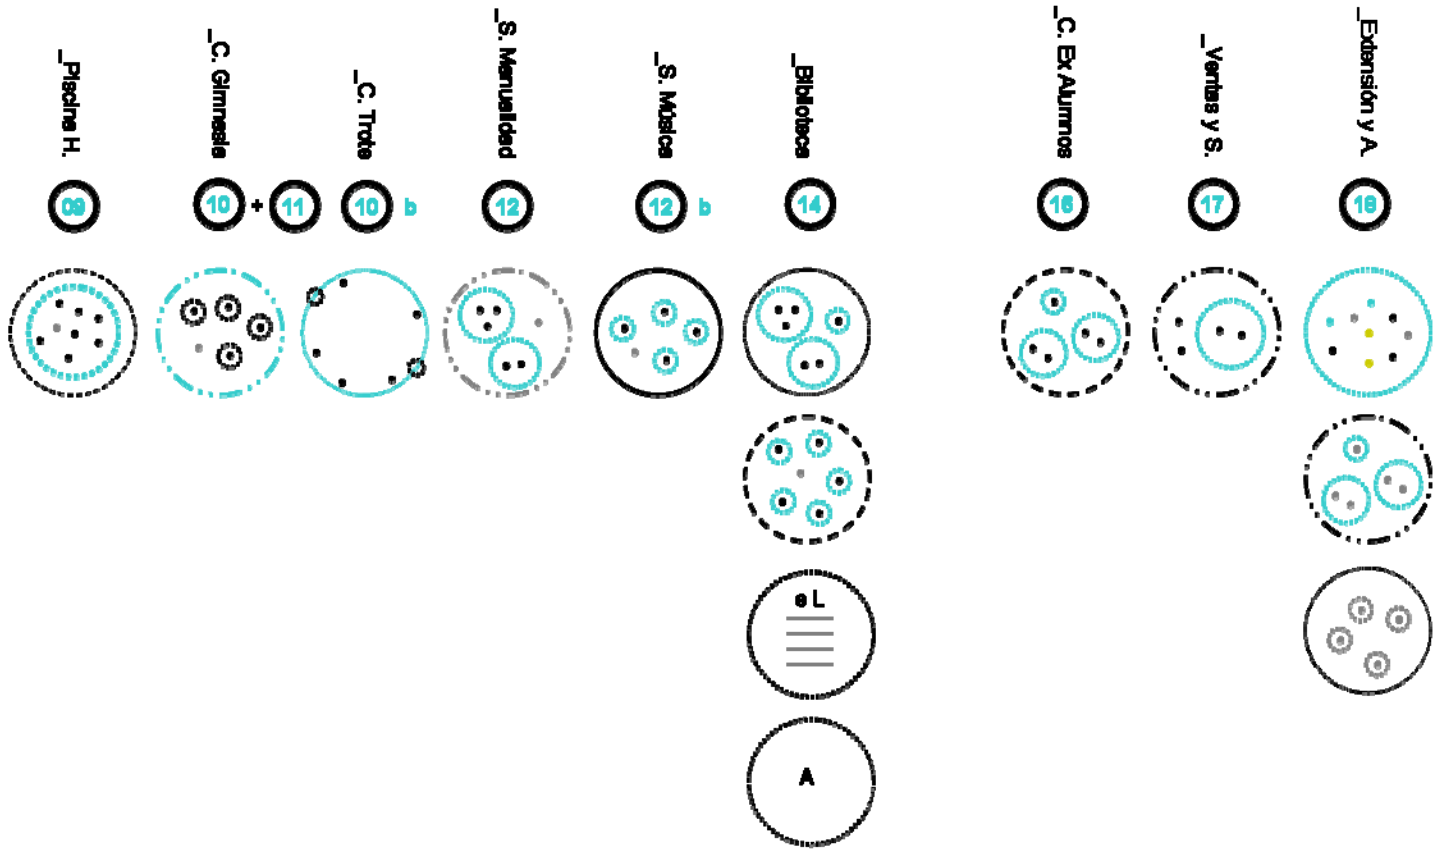 _Piscina H.
_C. Gimnasia
_C. Trote
_S. Manualidad
_S. Música
_Biblioteca
_C. Ex Alumnos
_Ventas y S.
_Extensión y A.
09
10 + 11
10 b
12
12 b
14
16
17
18
e L
A